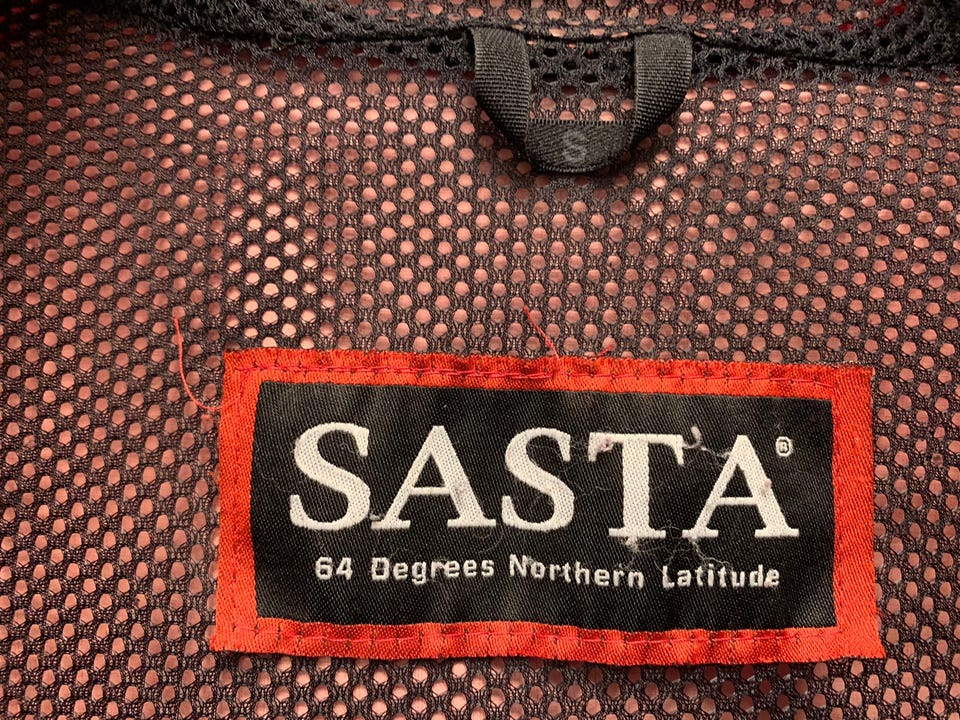 S
SASTA®
64 Degrees Northern Latitude